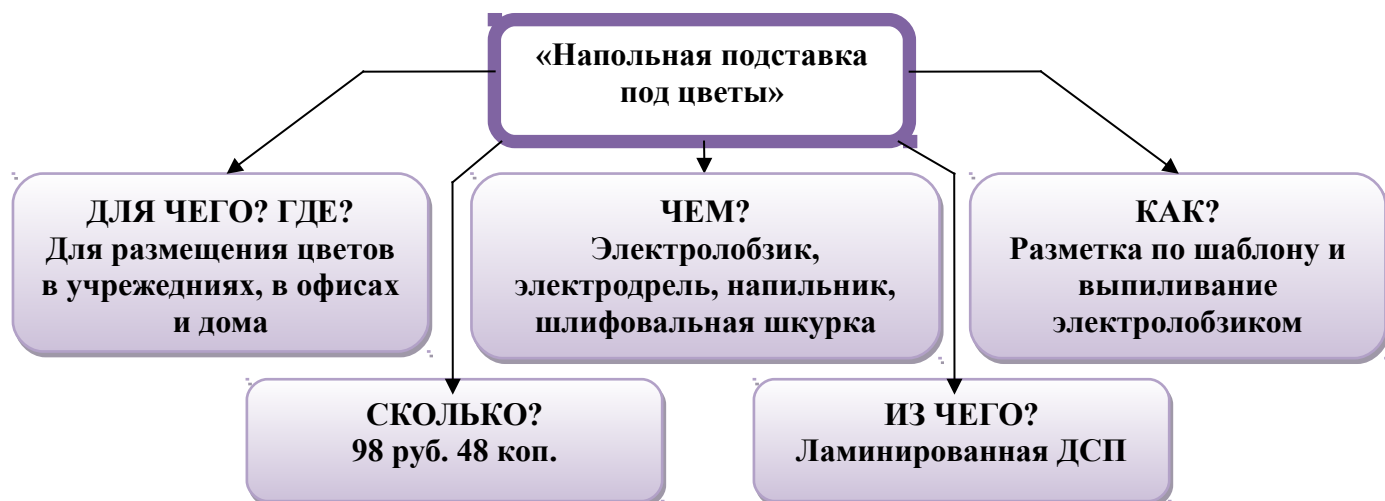 «Напольная подставка
под цветы»
ДЛЯ ЧЕГО? ГДЕ?
Для размещения цветов
в учрежедниях, в офисах
и дома
ЧЕМ?
Электролобзик,
электродрель, напильник,
шлифовальная шкурка
КАК?
Разметка по шаблону и
выпиливание
электролобзиком
СКОЛЬКО?
98 руб. 48 коп.
ИЗ ЧЕГО?
Ламинированная ДСП